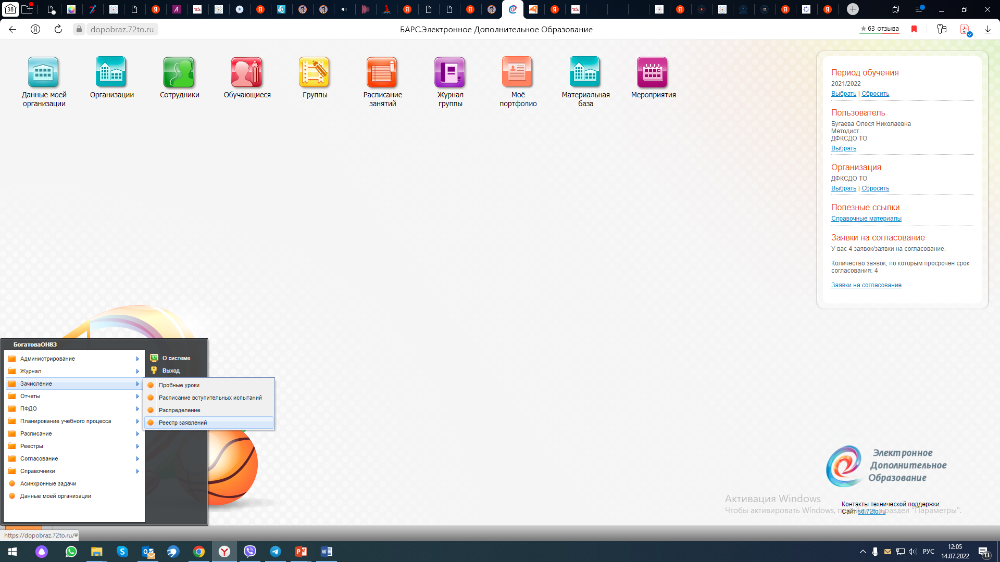 38
dopobraz.72to.ru
БАРС.Электронное Дополнительное Образование
★63 отзыва
Данные моей организации
Организации
Сотрудники
Обучающиеся
Группы
Расписание занятий
Журнал группы
Моё портфолио
Материальная база
Мероприятия
Период обучения
2021/2022
Выбрать | Сбросить
Пользователь
Бугаева Олеся Николаевна
Методист
ДФКСДО ТО
Выбрать
Организация
ДФКСДО ТО
Выбрать | Сбросить
Полезные ссылки
Справочные материалы
Заявки на согласование
У вас 4 заявок/заявки на согласование.
Количество заявок, по которым просрочен срок
согласования: 4
Заявки на согласование
БогатоваОН83
Администрирование
Журнал
Зачисление
Отчеты
ПФДО
Планирование учебного процесса
Расписание
Реестры
Согласование
Справочники
Асинхронные задачи
Данные моей организации
О системе
Выход
Пробные уроки
Расписание вступительных испытаний
Распределение
Реестр заявлений
Электронное
Дополнительное
Образование
Активация Windows
Чтобы активировать Windows, перейдите в раздел "Параметры".
Контакты технической поддержки:
Сайт sd.72to.ru
https://dopobraz.72to.ru/#
РУС
12:05
14.07.2022
13